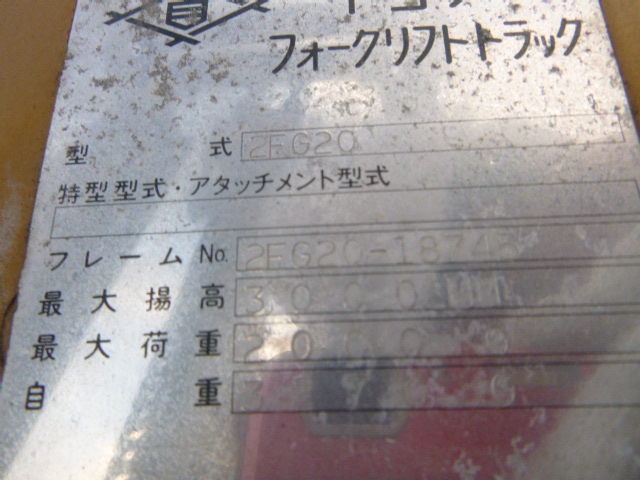 フォークリフトトラック
型 式 2FG20
特型型式・アタッチメント型式
フレーム No. 2FG20-18745
最大揚高 3000
最大荷重 2000
自重